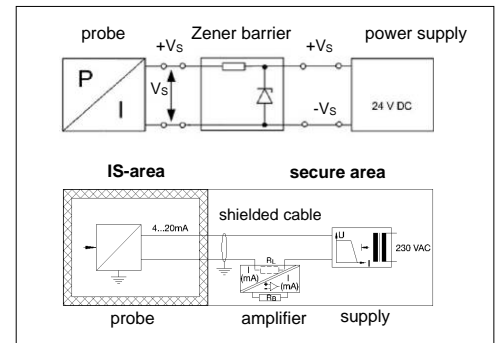 probe Zener barrier power supply
+VS +VS
P
I
VS
24 V DC
-VS
IS-area secure area
4...20mA shielded cable
U
I
230 VAC
RL
I (mA) I (mA)
RB
probe amplifier supply